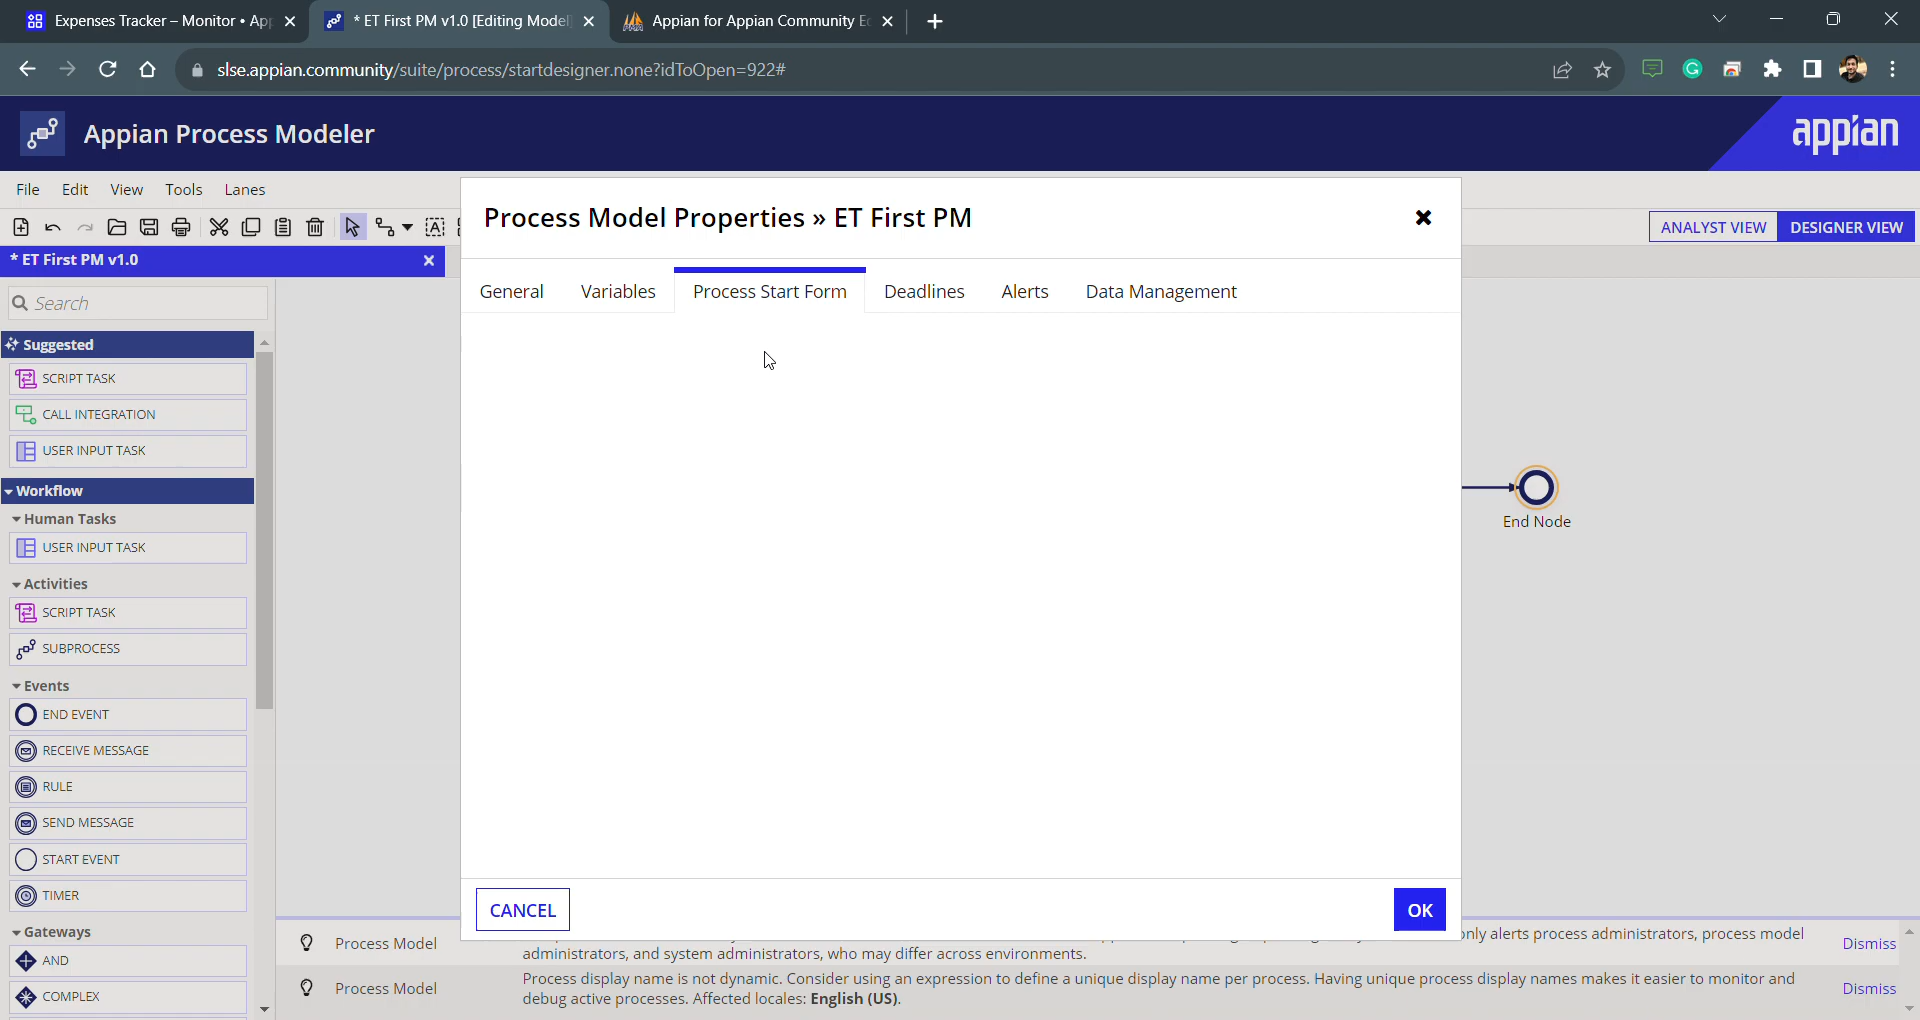 Expenses Tracker – Monitor • Ap
* ET First PM v1.0 [Editing Model
Appian for Appian Community E
slse.appian.community/suite/process/startdesigner.none?idToOpen=922#
Appian Process Modeler
appian
File Edit View Tools Lanes
ANALYST VIEW DESIGNER VIEW
* ET First PM v1.0
Search
Suggested
SCRIPT TASK
CALL INTEGRATION
USER INPUT TASK
Workflow
Human Tasks
USER INPUT TASK
Activities
SCRIPT TASK
SUBPROCESS
Events
END EVENT
RECEIVE MESSAGE
RULE
SEND MESSAGE
START EVENT
TIMER
Gateways
AND
COMPLEX
Process Model Properties » ET First PM
General Variables Process Start Form Deadlines Alerts Data Management
CANCEL OK
End Node
Process Model
only alerts process administrators, process model
administrators, and system administrators, who may differ across environments.
Dismiss
Process Model
Process display name is not dynamic. Consider using an expression to define a unique display name per process. Having unique process display names makes it easier to monitor and
debug active processes. Affected locales: English (US).
Dismiss